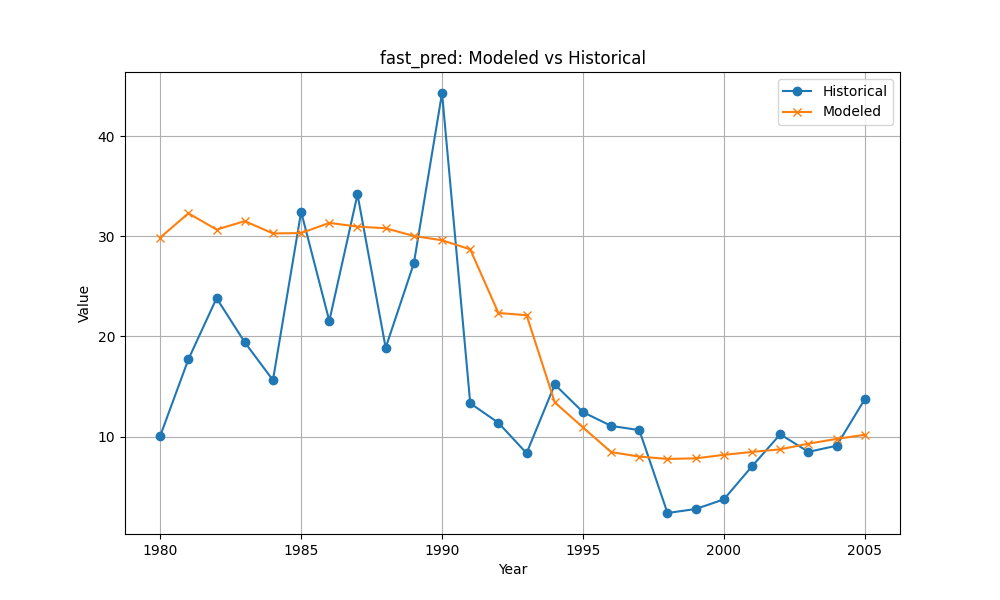 fast_pred: Modeled vs Historical
Historical
Modeled
Value
40
30
20
10
1980 1985 1990 1995 2000 2005
Year